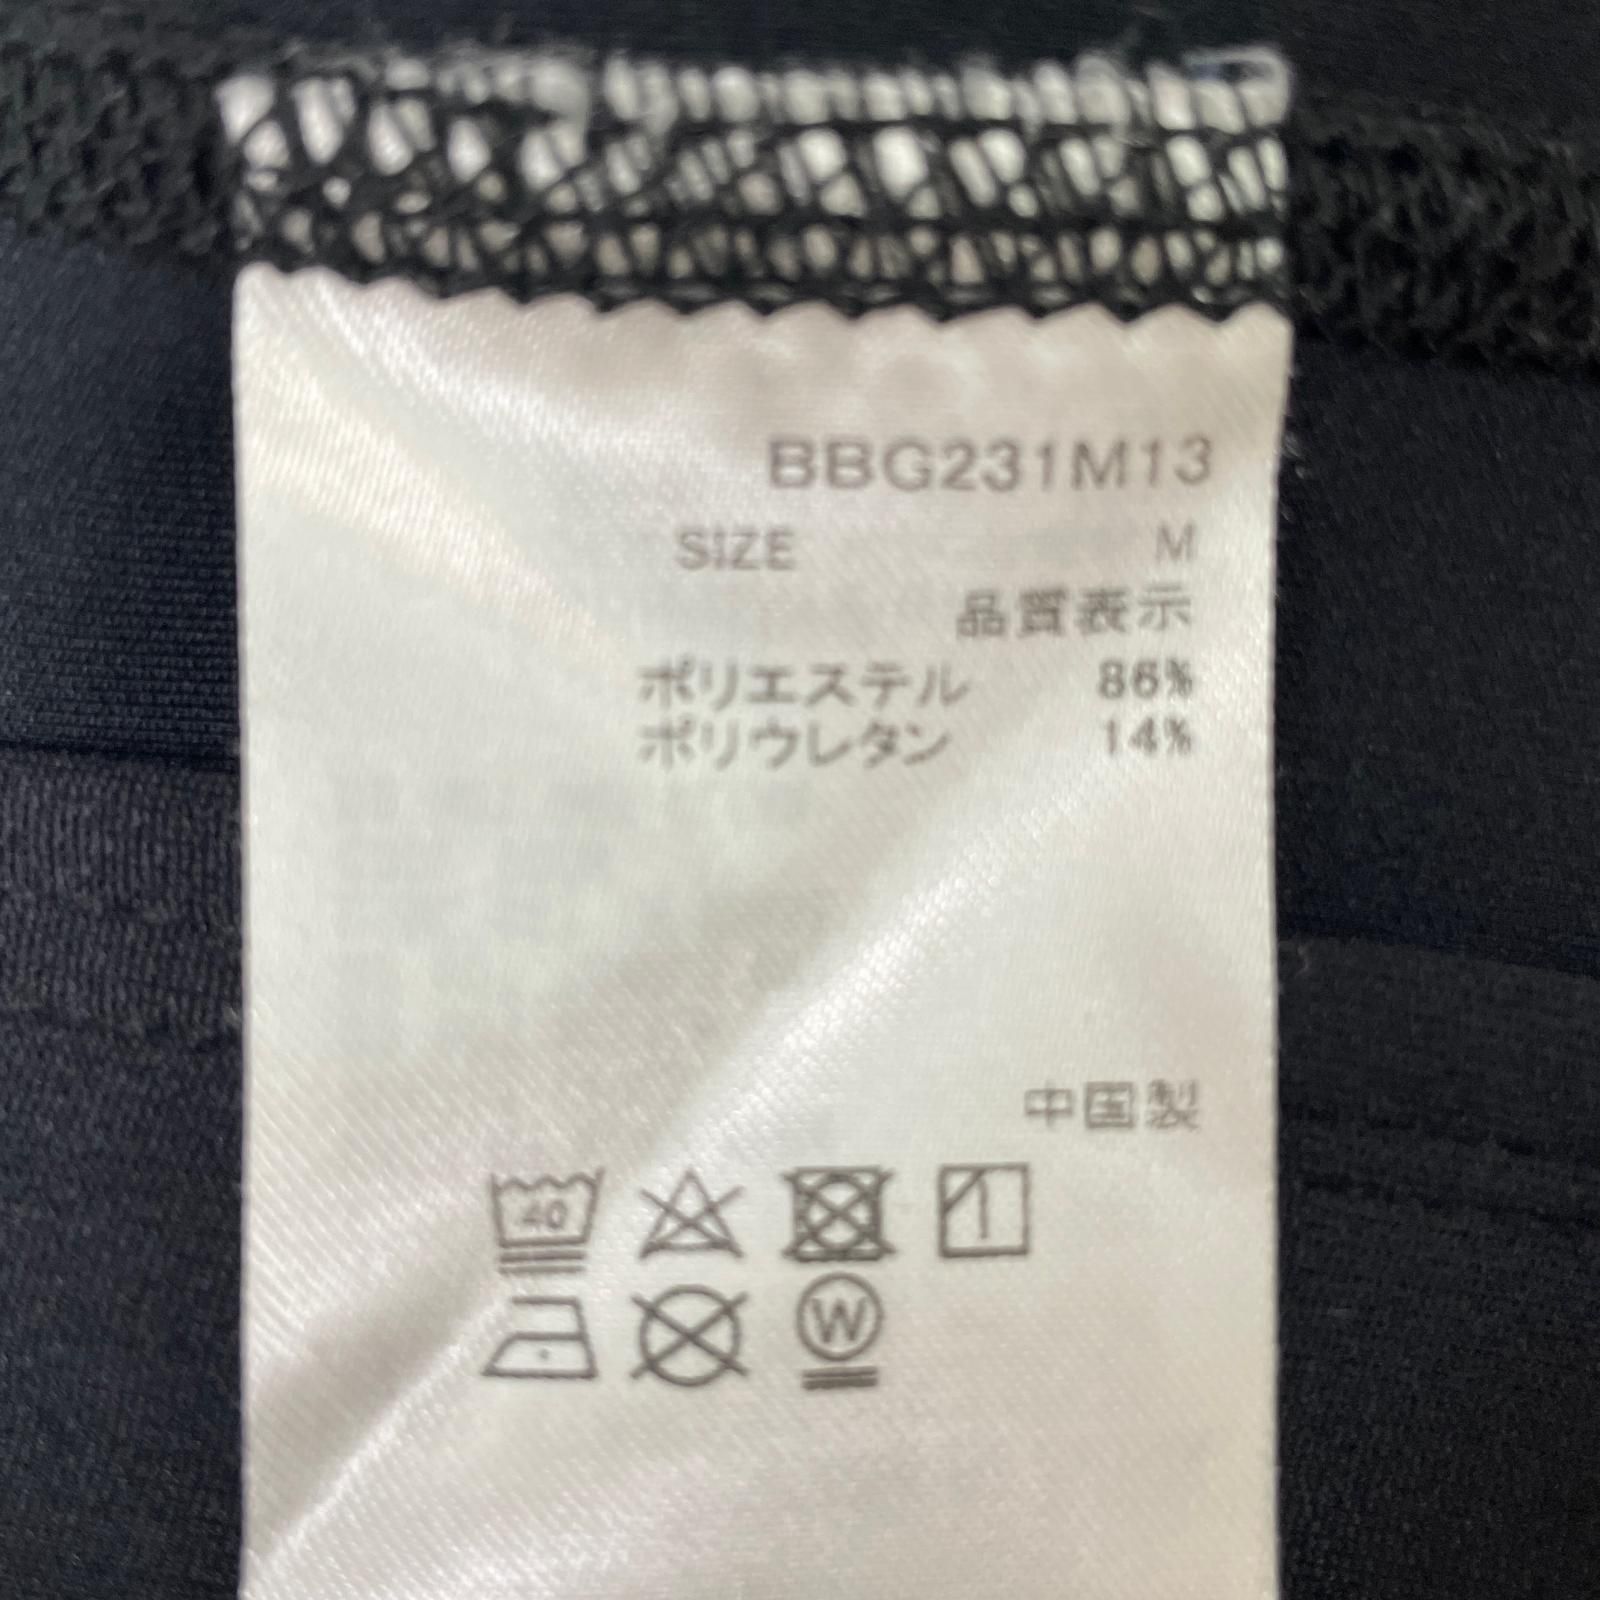 BBG231M13
SIZE M
品質表示
ポリエステル 86%
ポリウレタン 14%
中国製
40
W